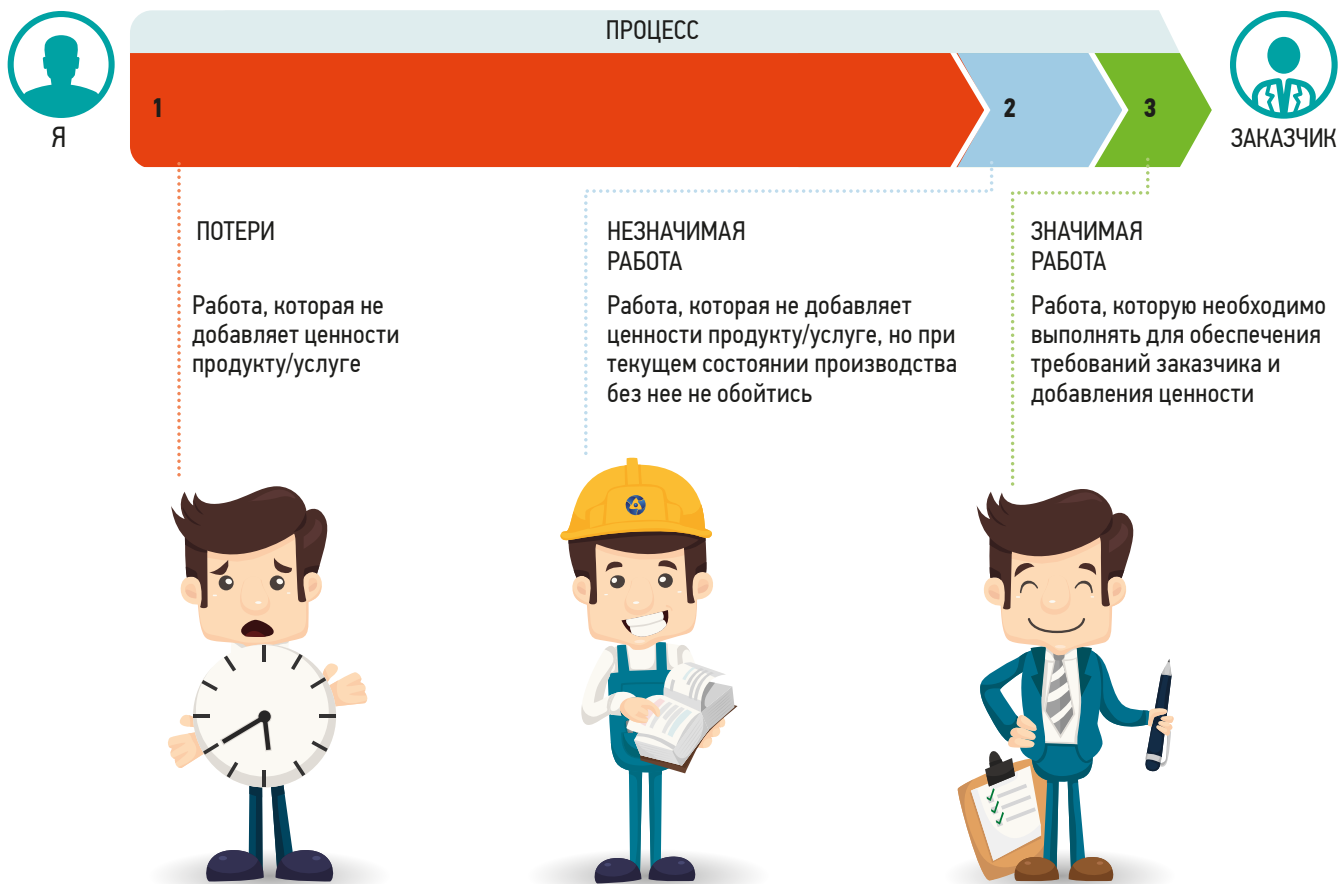 ПРОЦЕСС
1
2
3
Я
ЗАКАЗЧИК
ПОТЕРИ
Работа, которая не
добавляет ценности
продукту/услуге
НЕЗНАЧИМАЯ
РАБОТА
Работа, которая не добавляет
ценности продукту/услуге, но при
текущем состоянии производства
без нее не обойтись
ЗНАЧИМАЯ
РАБОТА
Работа, которую необходимо
выполнять для обеспечения
требований заказчика и
добавления ценности